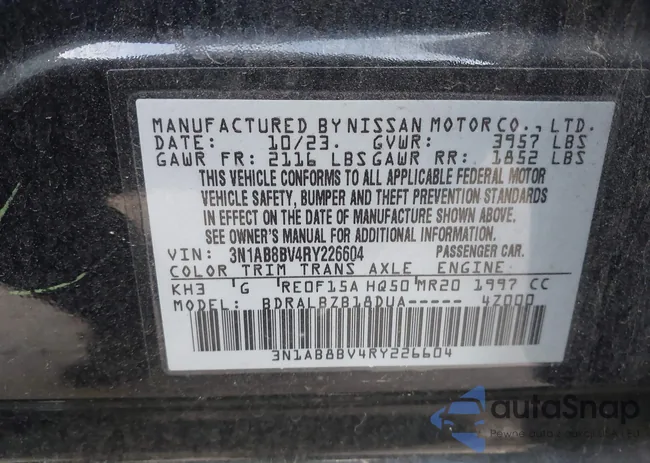 MANUFACTURED BY NISSAN MOTOR CO., LTD.
DATE: 10/23. GVWR: 3957 LBS
GAWR FR: 2116 LBS GAWR RR: 1852 LBS
THIS VEHICLE CONFORMS TO ALL APPLICABLE FEDERAL MOTOR
VEHICLE SAFETY, BUMPER AND THEFT PREVENTION STANDARDS
IN EFFECT ON THE DATE OF MANUFACTURE SHOWN ABOVE.
SEE OWNER'S MANUAL FOR ADDITIONAL INFORMATION.
VIN: 3N1AB8BV4RY226604 PASSENGER CAR.
COLOR TRIM TRANS AXLE ENGINE
KH3 G RE0F15A HQ50 MR20 1997 CC
MODEL: BDRALBZB18DUA----- 4Z000
3N1AB8BV4RY226604
autoSnap